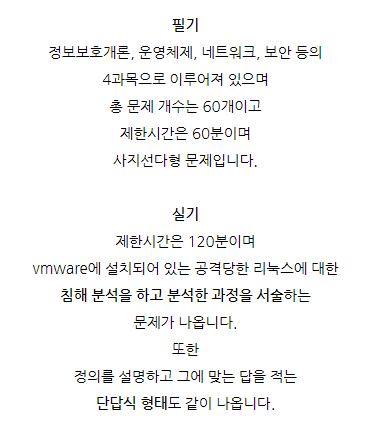 필기
정보보호개론, 운영체제, 네트워크, 보안 등의
4과목으로 이루어져 있으며
총 문제 개수는 60개이고
제한시간은 60분이며
사지선다형 문제입니다.
실기
제한시간은 120분이며
vmware에 설치되어 있는 공격당한 리눅스에 대한
침해 분석을 하고 분석한 과정을 서술하는
문제가 나옵니다.
또한
정의를 설명하고 그에 맞는 답을 적는
단답식 형태도 같이 나옵니다.